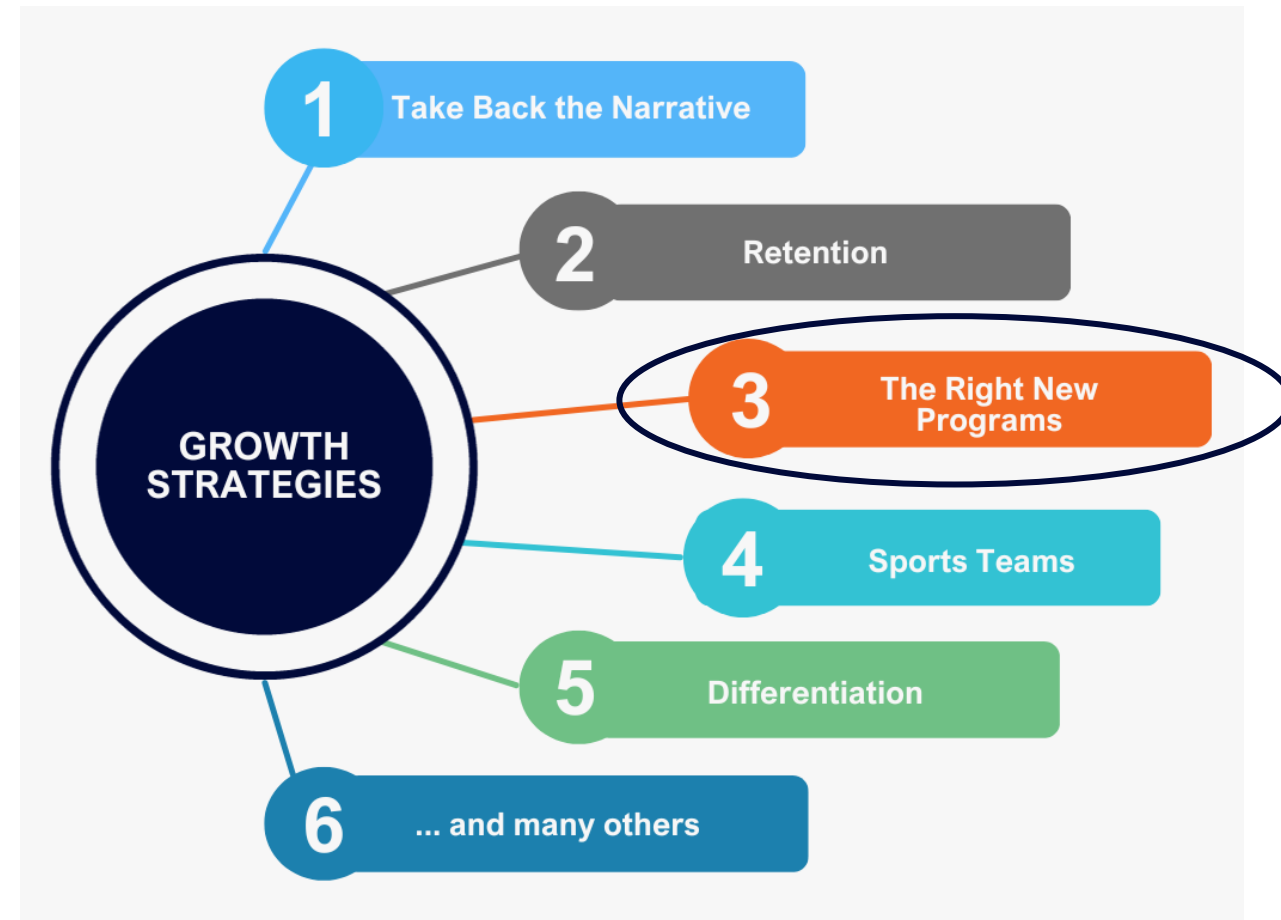 1
Take Back the Narrative
2
Retention
3
The Right New
Programs
GROWTH
STRATEGIES
4
Sports Teams
5
Differentiation
6
... and many others